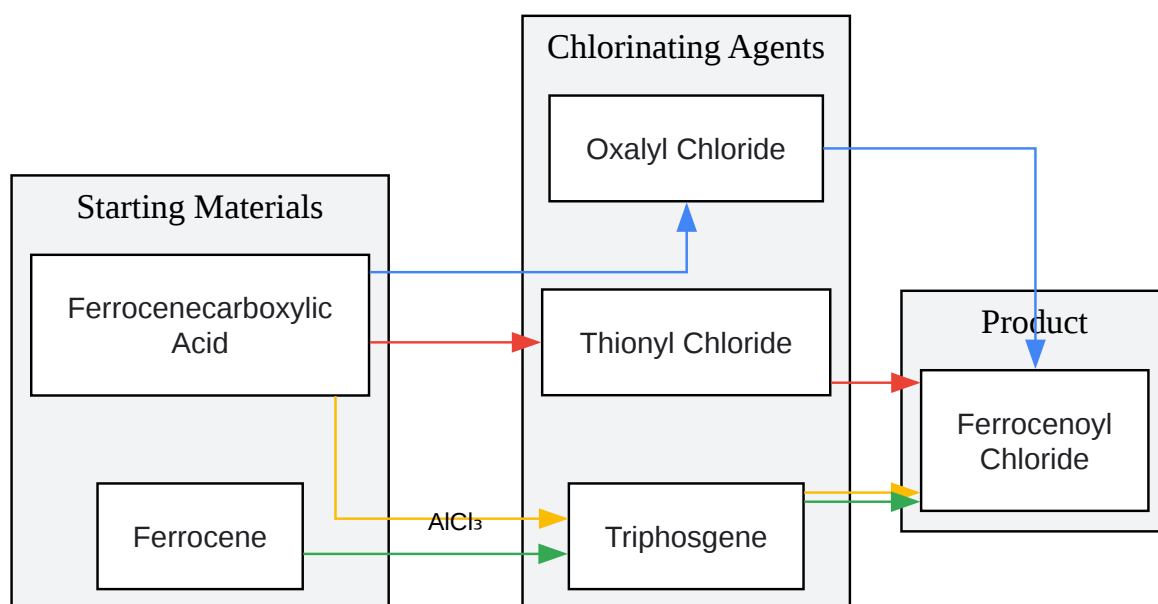 Chlorinating Agents
Oxalyl Chloride
Starting Materials
Ferrocenecarboxylic
Acid
Thionyl Chloride
Product
Ferrocenoyl
Chloride
AlCl₃
Ferrocene
Triphosgene